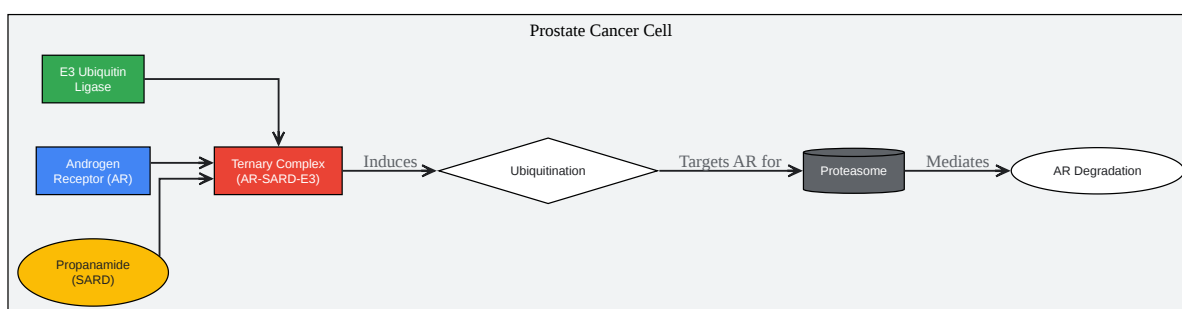 Prostate Cancer Cell
E3 Ubiquitin
Ligase
Androgen
Receptor (AR)
Ternary Complex
(AR-SARD-E3)
Induces
Ubiquitination
Targets AR for
Proteasome
Mediates
AR Degradation
Propanamide
(SARD)